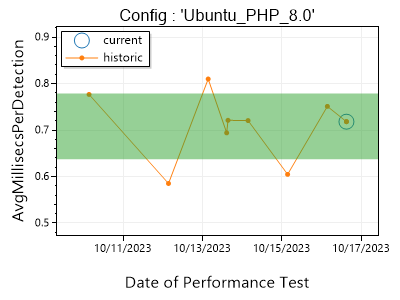 Config : 'Ubuntu_PHP_8.0'
current
historic
AvgMillisecsPerDetection
0.9
0.8
0.7
0.6
0.5
10/11/2023
10/13/2023
10/15/2023
10/17/2023
Date of Performance Test